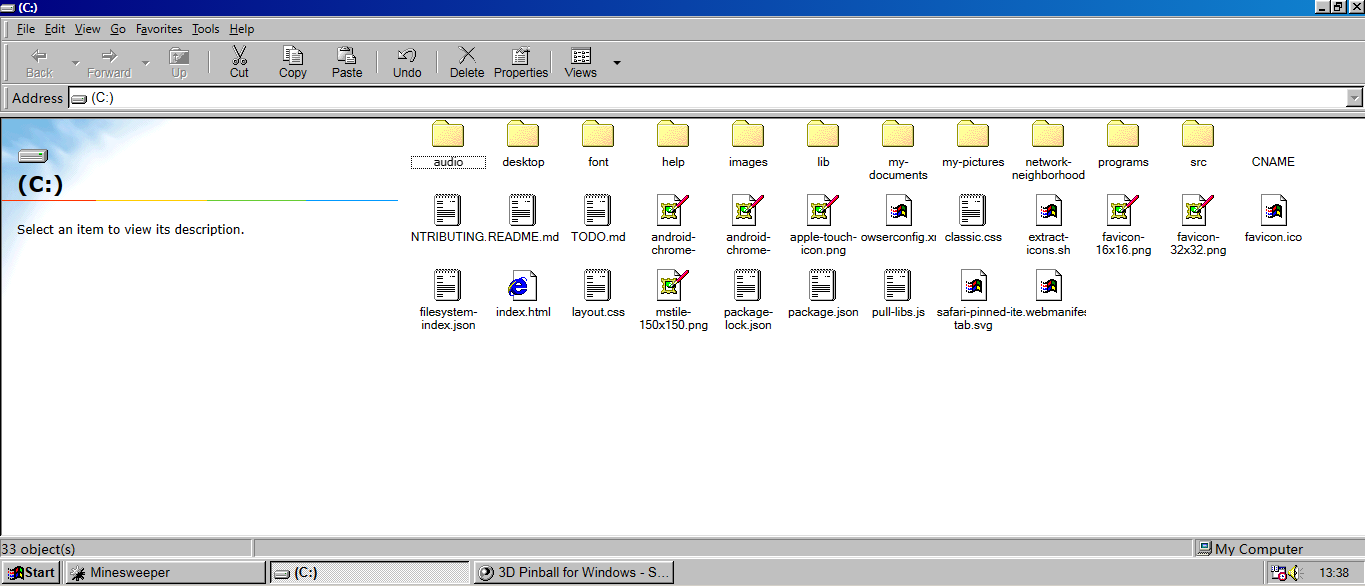 (C:)
File Edit View Go Favorites Tools Help
Back Forward Up Cut Copy Paste Undo Delete Properties Views
Address (C:)
(C:)
Select an item to view its description.
audio desktop font help images lib my-documents my-pictures network-neighborhood programs src CNAME
NTRIBUTING. README.md TODO.md android-chrome- android-chrome- apple-touch-icon.png owserconfig.x classic.css extract-icons.sh favicon-16x16.png favicon-32x32.png favicon.ico
filesystem-index.json index.html layout.css mstile-150x150.png package-lock.json package.json pull-libs.js safari-pinned-tab.svg ite.webmanifes
33 object(s) My Computer
Start Minesweeper (C:) 3D Pinball for Windows - S... 13:38